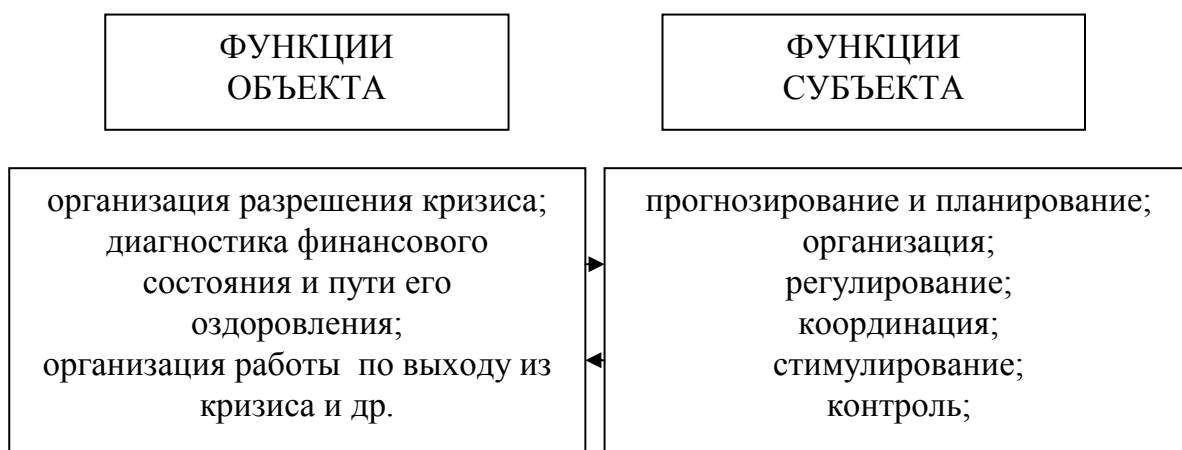 ФУНКЦИИ
ОБЪЕКТА
ФУНКЦИИ
СУБЪЕКТА
организация разрешения кризиса;
диагностика финансового
состояния и пути его
оздоровления;
организация работы по выходу из
кризиса и др.
прогнозирование и планирование;
организация;
регулирование;
координация;
стимулирование;
контроль;